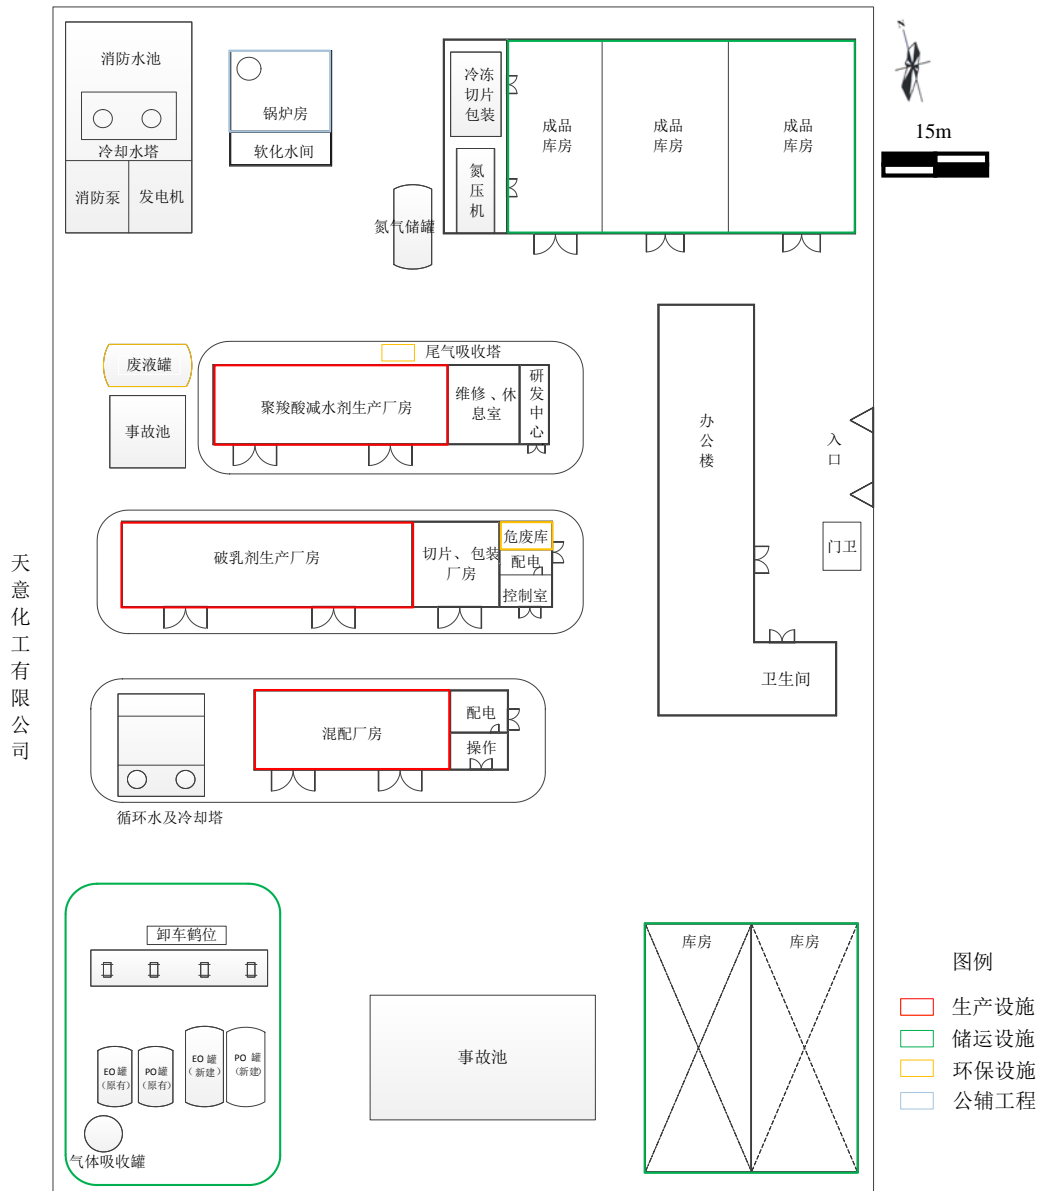 消防水池
冷却水塔
消防泵
发电机
锅炉房
软化水间
冷冻
切片
包装
氮
压
机
氮气储罐
成品
库房
成品
库房
成品
库房
N
15m
废液罐
事故池
尾气吸收塔
聚羧酸减水剂生产厂房
维修、休
息室
研
发
中
心
办
公
楼
入
口
门卫
卫生间
破乳剂生产厂房
切片、包装
厂房
危废库
配电
控制室
天
意
化
工
有
限
公
司
混配厂房
配电
操作
循环水及冷却塔
卸车鹤位
EO 罐
（原有）
PO罐
（原有）
EO 罐
（新建）
PO 罐
（新建）
气体吸收罐
事故池
库房
库房
图例
生产设施
储运设施
环保设施
公辅工程